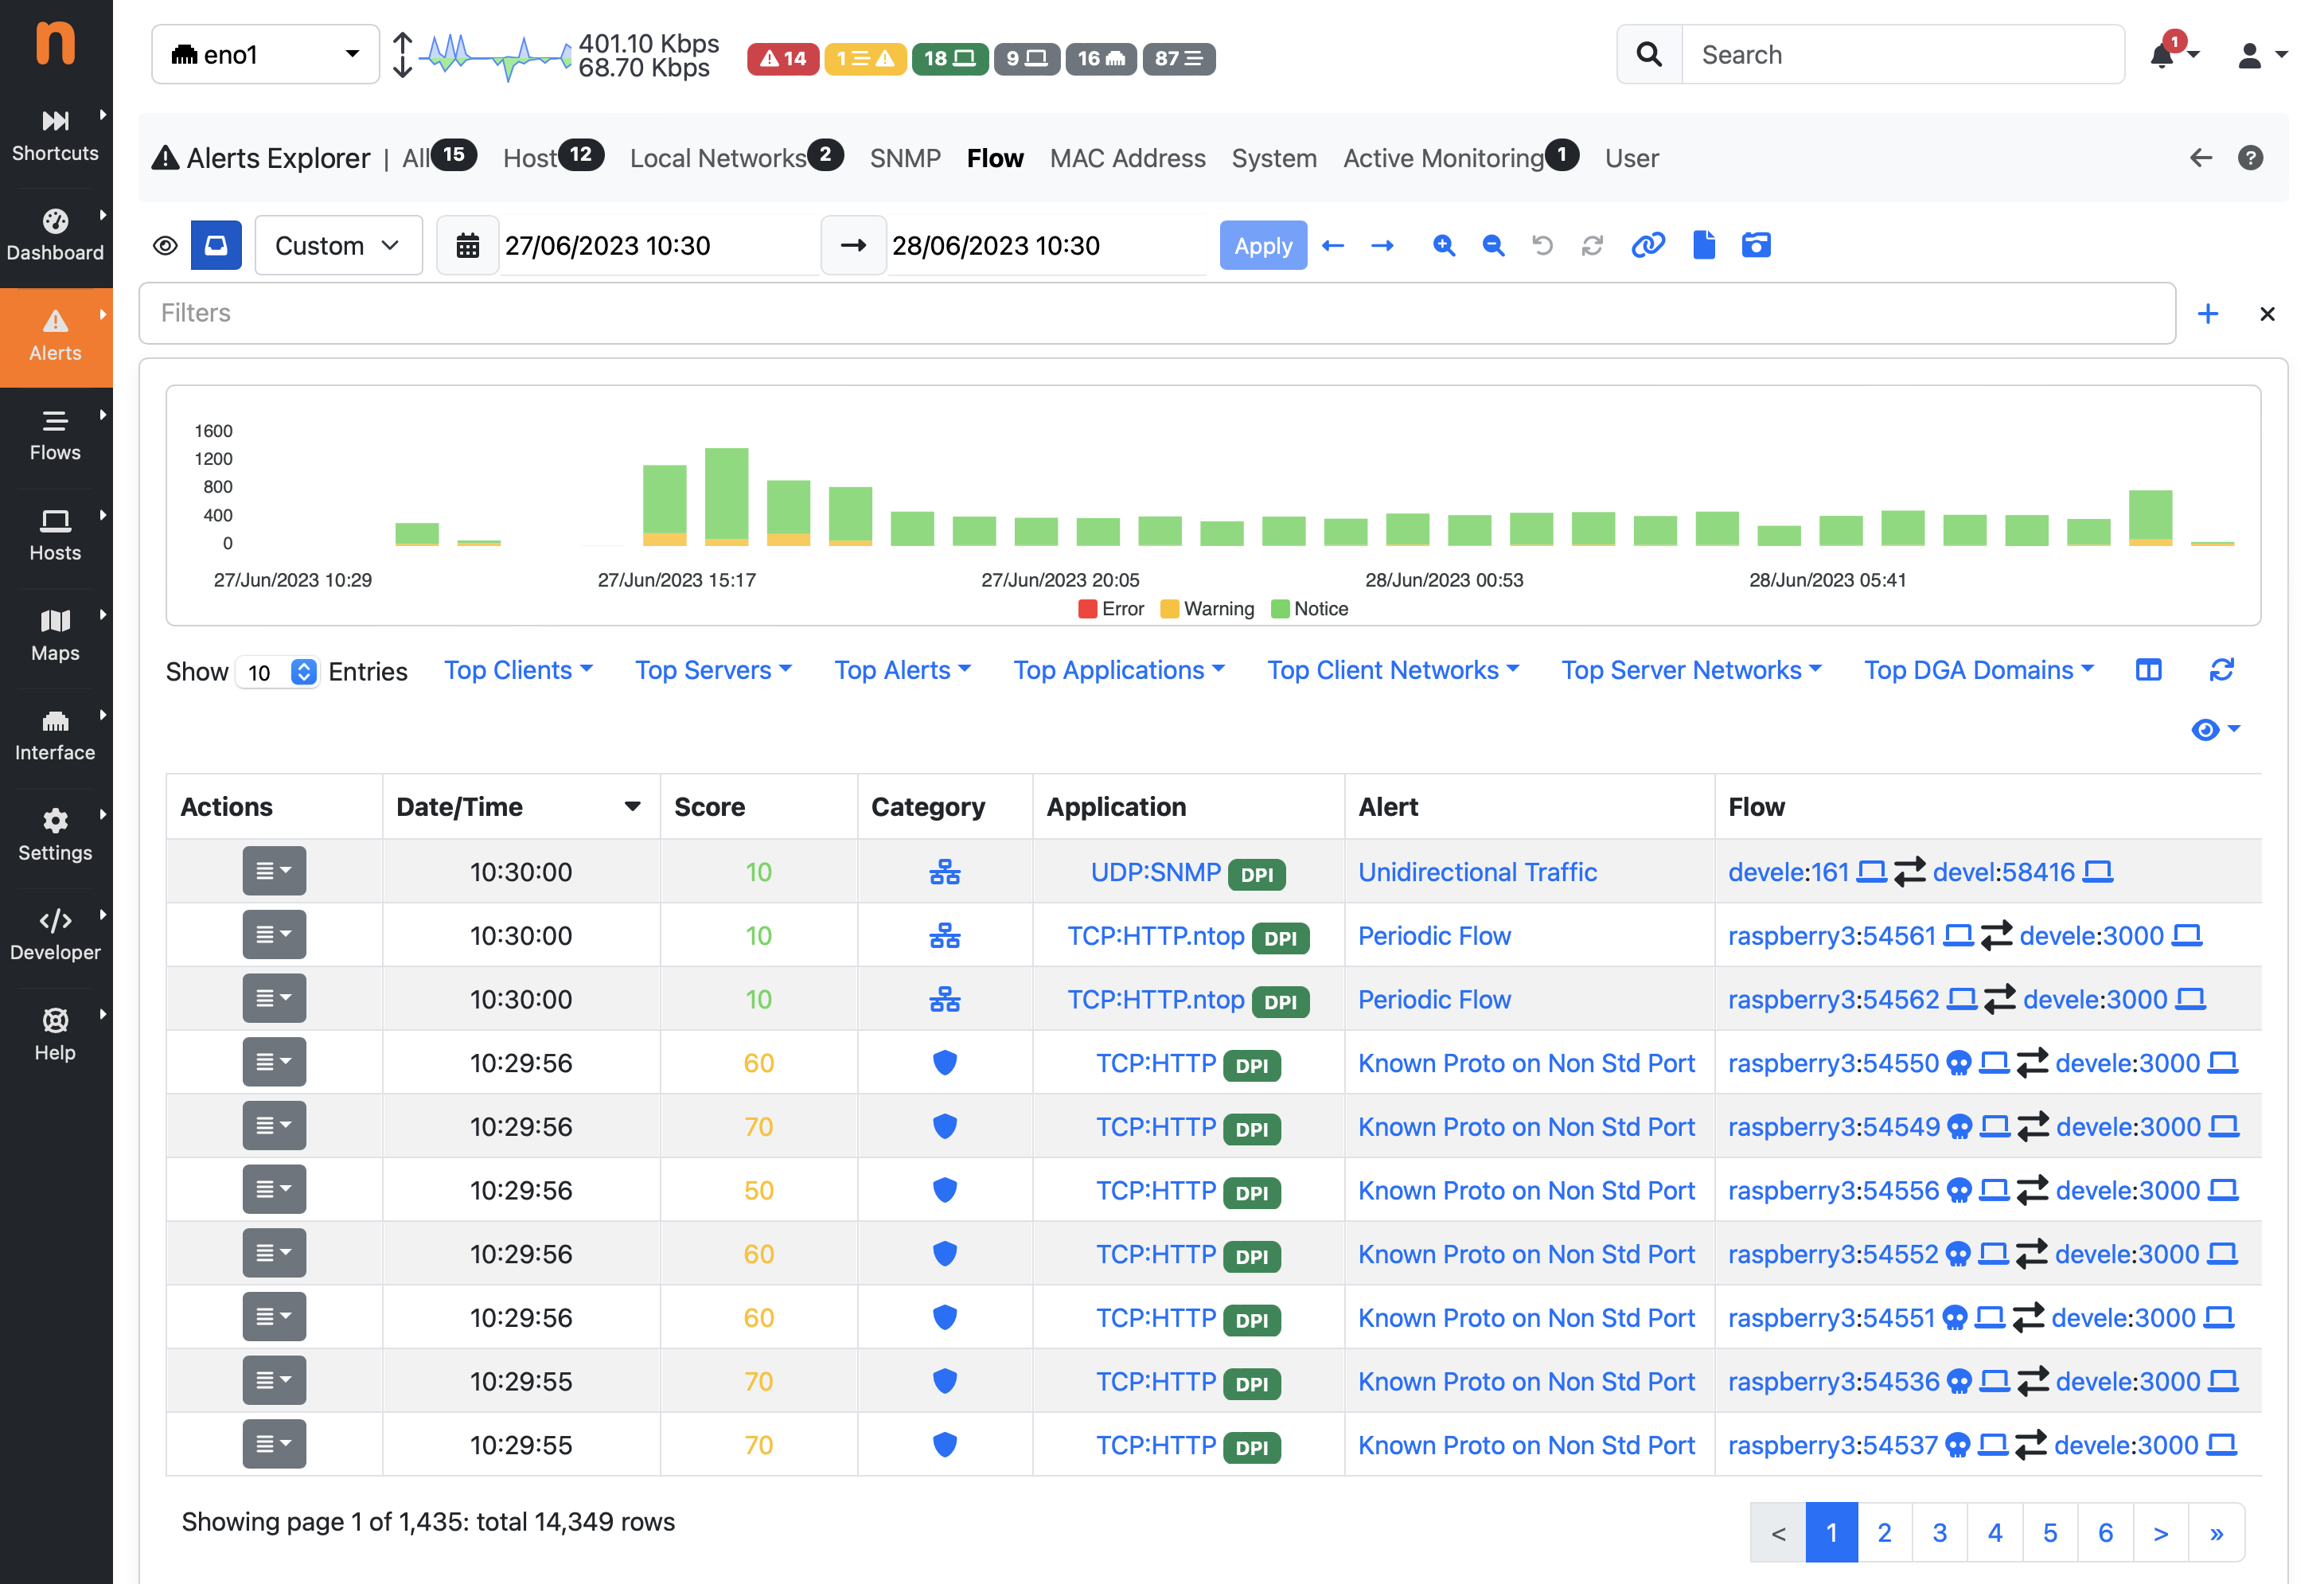 n
eno1
401.10 Kbps
68.70 Kbps
14
1
18
9
16
87
Search
1
Shortcuts
Dashboard
Alerts
Flows
Hosts
Maps
Interface
Settings
Developer
Help
Alerts Explorer | All 15 Host 12 Local Networks 2 SNMP Flow MAC Address System Active Monitoring 1 User
Custom 27/06/2023 10:30 28/06/2023 10:30 Apply
Filters
1600
1200
800
400
0
27/Jun/2023 10:29 27/Jun/2023 15:17 27/Jun/2023 20:05 28/Jun/2023 00:53 28/Jun/2023 05:41
Error Warning Notice
Show 10 Entries Top Clients Top Servers Top Alerts Top Applications Top Client Networks Top Server Networks Top DGA Domains
Actions Date/Time Score Category Application Alert Flow
10:30:00 10 UDP:SNMP DPI Unidirectional Traffic devele:161 devel:58416
10:30:00 10 TCP:HTTP.ntop DPI Periodic Flow raspberry3:54561 devele:3000
10:30:00 10 TCP:HTTP.ntop DPI Periodic Flow raspberry3:54562 devele:3000
10:29:56 60 TCP:HTTP DPI Known Proto on Non Std Port raspberry3:54550 devele:3000
10:29:56 70 TCP:HTTP DPI Known Proto on Non Std Port raspberry3:54549 devele:3000
10:29:56 50 TCP:HTTP DPI Known Proto on Non Std Port raspberry3:54556 devele:3000
10:29:56 60 TCP:HTTP DPI Known Proto on Non Std Port raspberry3:54552 devele:3000
10:29:56 60 TCP:HTTP DPI Known Proto on Non Std Port raspberry3:54551 devele:3000
10:29:55 70 TCP:HTTP DPI Known Proto on Non Std Port raspberry3:54536 devele:3000
10:29:55 70 TCP:HTTP DPI Known Proto on Non Std Port raspberry3:54537 devele:3000
Showing page 1 of 1,435: total 14,349 rows
< 1 2 3 4 5 6 > »